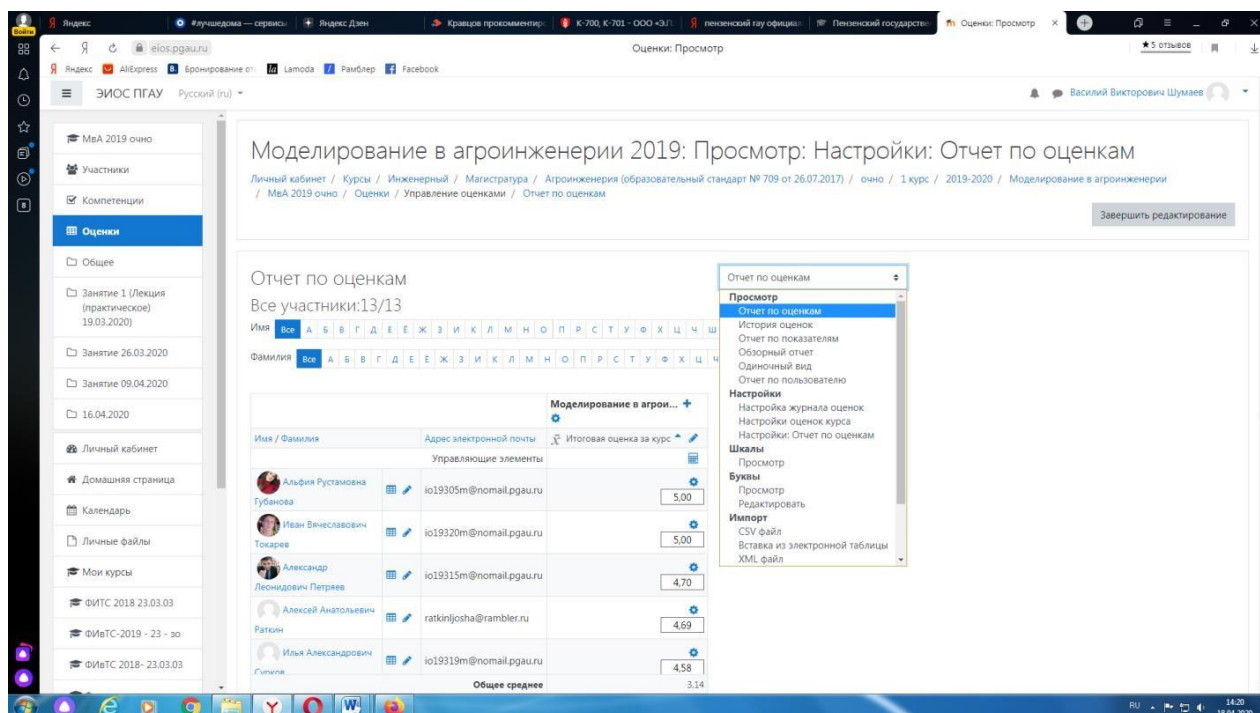 Яндекс
#лучшедома — сервисы
Яндекс Дзен
Кравцов прокомментиро
К-700, К-701 - ООО «З.П.
пензенский гау официал
Пензенский государстве
Оценки: Просмотр
Войти
eios.pgau.ru
Оценки: Просмотр
★ 5 отзывов
Яндекс
AliExpress
Бронирование оте
Lamoda
Рамблер
Facebook
ЭИОС ПГАУ
Русский (ru)
Василий Викторович Шумаев
МвА 2019 очно
Участники
Компетенции
Оценки
Общее
Занятие 1 (Лекция
(практическое)
19.03.2020)
Занятие 26.03.2020
Занятие 09.04.2020
16.04.2020
Личный кабинет
Домашняя страница
Календарь
Личные файлы
Мои курсы
ФИТС 2018 23.03.03
ФИвТС-2019 - 23 - зо
ФИвТС 2018- 23.03.03
Моделирование в агроинженерии 2019: Просмотр: Настройки: Отчет по оценкам
Личный кабинет / Курсы / Инженерный / Магистратура / Агроинженерия (образовательный стандарт № 709 от 26.07.2017) / очно / 1 курс / 2019-2020 / Моделирование в агроинженерии
/ МвА 2019 очно / Оценки / Управление оценками / Отчет по оценкам
Завершить редактирование
Отчет по оценкам
Все участники:13/13
Имя Все А Б В Г Д Е Ё Ж З И К Л М Н О П Р С Т У Ф Х Ц Ч Ш
Фамилия Все А Б В Г Д Е Ё Ж З И К Л М Н О П Р С Т У Ф Х Ц Ч
Моделирование в агрои...
Имя / Фамилия
Адрес электронной почты
Итоговая оценка за курс
Управляющие элементы
Альфия Рустамовна
Губанова
io19305m@nomail.pgau.ru
5,00
Иван Вячеславович
Токарев
io19320m@nomail.pgau.ru
5,00
Александр
Леонидович Петряев
io19315m@nomail.pgau.ru
4,70
Алексей Анатольевич
Раткин
ratkinljosha@rambler.ru
4,69
Илья Александрович
Сурков
io19319m@nomail.pgau.ru
4,58
Общее среднее
3.14
Отчет по оценкам
Просмотр
Отчет по оценкам
История оценок
Отчет по показателям
Обзорный отчет
Одиночный вид
Отчет по пользователю
Настройки
Настройка журнала оценок
Настройки оценок курса
Настройки: Отчет по оценкам
Шкалы
Просмотр
Буквы
Просмотр
Редактировать
Импорт
CSV файл
Вставка из электронной таблицы
XML файл
RU
14:20
18.04.2020